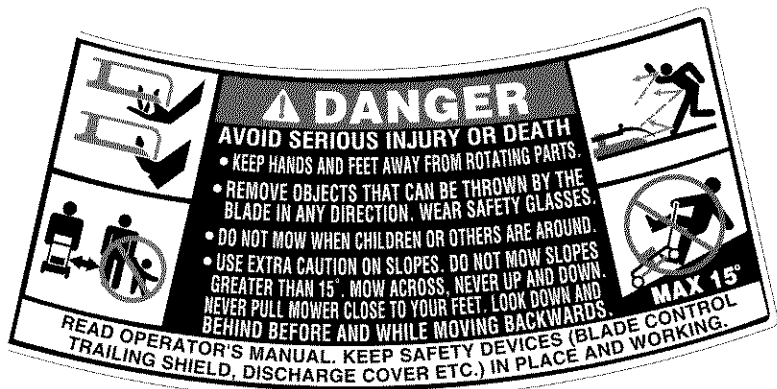 ⚠ DANGER
AVOID SERIOUS INJURY OR DEATH
• KEEP HANDS AND FEET AWAY FROM ROTATING PARTS.
• REMOVE OBJECTS THAT CAN BE THROWN BY THE
BLADE IN ANY DIRECTION. WEAR SAFETY GLASSES.
• DO NOT MOW WHEN CHILDREN OR OTHERS ARE AROUND.
• USE EXTRA CAUTION ON SLOPES. DO NOT MOW SLOPES
GREATER THAN 15°. MOW ACROSS, NEVER UP AND DOWN.
NEVER PULL MOWER CLOSE TO YOUR FEET. LOOK DOWN AND
BEHIND BEFORE AND WHILE MOVING BACKWARDS.
MAX 15°
READ OPERATOR'S MANUAL. KEEP SAFETY DEVICES (BLADE CONTROL
TRAILING SHIELD, DISCHARGE COVER ETC.) IN PLACE AND WORKING.